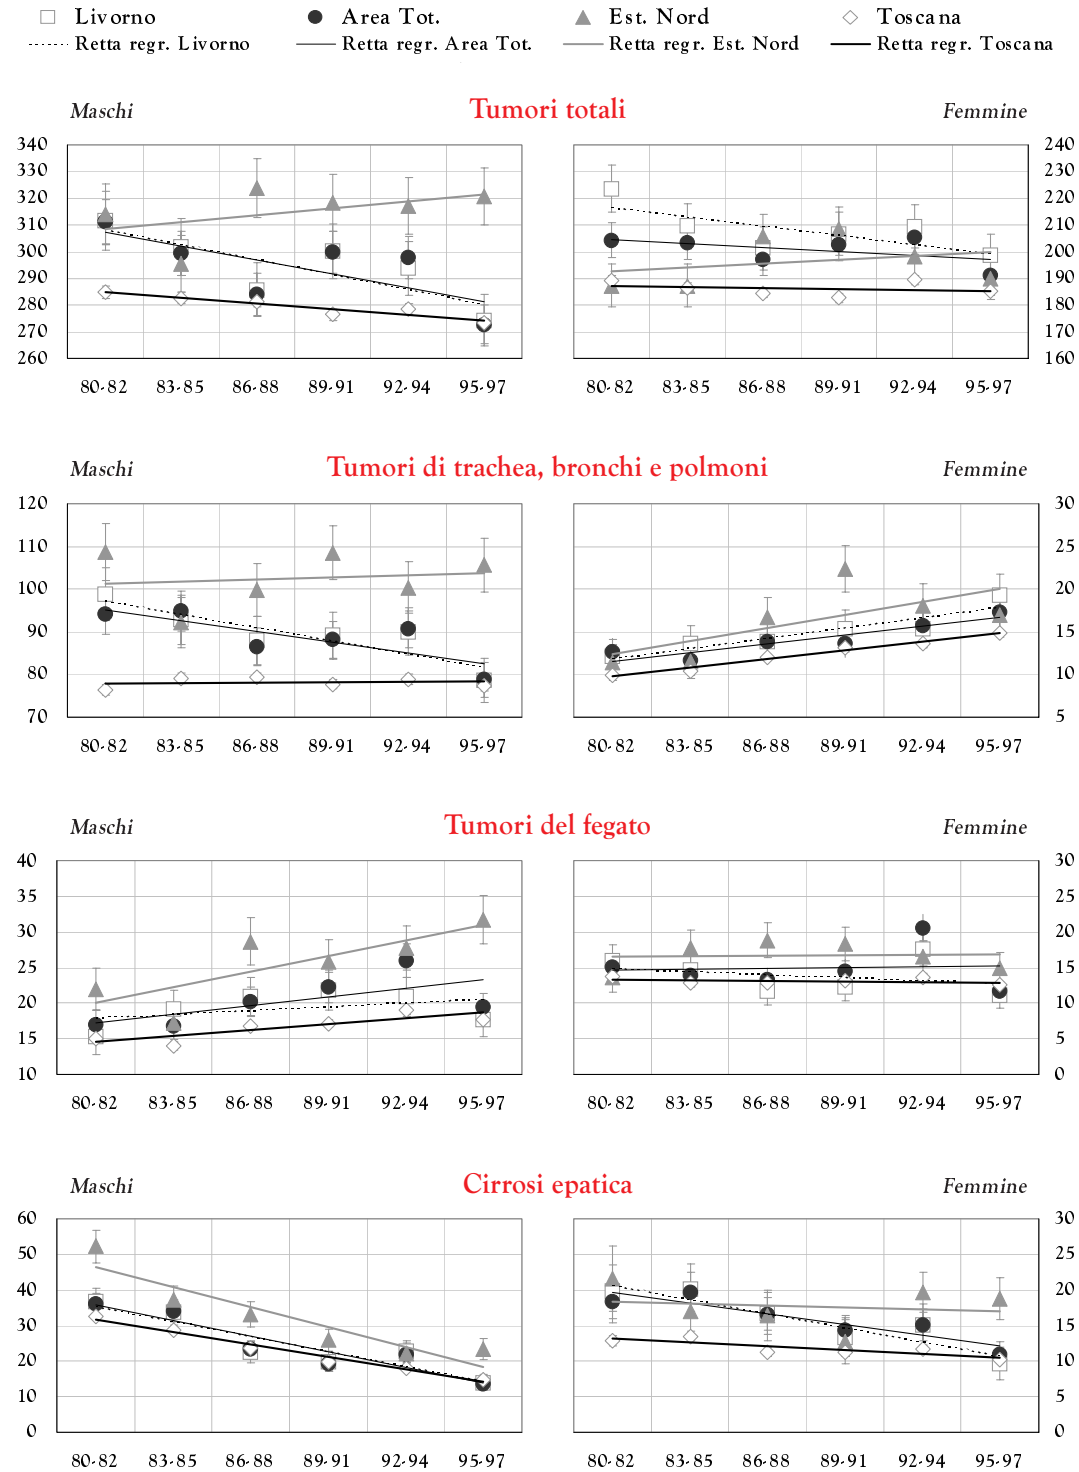 Livorno Area Tot. Est. Nord Toscana
Retta regr. Livorno Retta regr. Area Tot. Retta regr. Est. Nord Retta regr. Toscana
Maschi Tumori totali Femmine
340 240
330 230
320 220
310 210
300 200
290 190
280 180
270 170
260 160
80-82 83-85 86-88 89-91 92-94 95-97 80-82 83-85 86-88 89-91 92-94 95-97
Maschi Tumori di trachea, bronchi e polmoni Femmine
120 30
110 25
100 20
90 15
80 10
70 5
80-82 83-85 86-88 89-91 92-94 95-97 80-82 83-85 86-88 89-91 92-94 95-97
Maschi Tumori del fegato Femmine
40 30
35 25
30 20
25 15
20 10
15 5
10 0
80-82 83-85 86-88 89-91 92-94 95-97 80-82 83-85 86-88 89-91 92-94 95-97
Maschi Cirrosi epatica Femmine
60 30
50 25
40 20
30 15
20 10
10 5
0 0
80-82 83-85 86-88 89-91 92-94 95-97 80-82 83-85 86-88 89-91 92-94 95-97